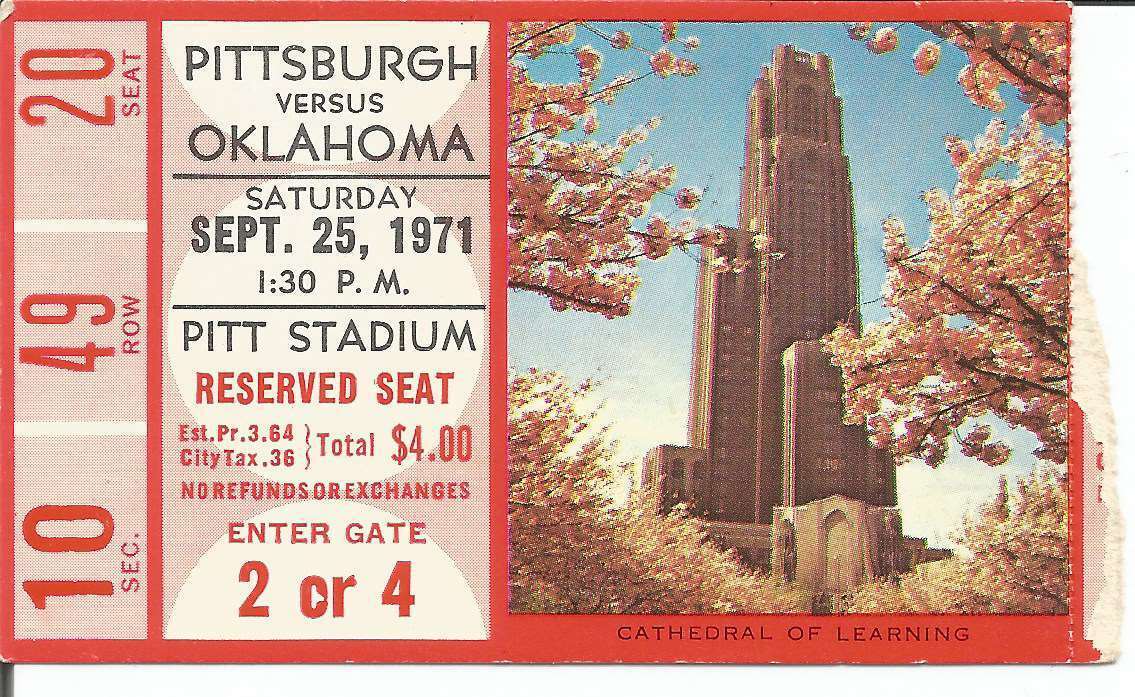 20 SEAT
49 ROW
10 SEC.
PITTSBURGH
VERSUS
OKLAHOMA
SATURDAY
SEPT. 25, 1971
1:30 P. M.
PITT STADIUM
RESERVED SEAT
Est.Pr.3.64
City Tax.36 } Total $4.00
NO REFUNDS OR EXCHANGES
ENTER GATE
2 or 4
CATHEDRAL OF LEARNING